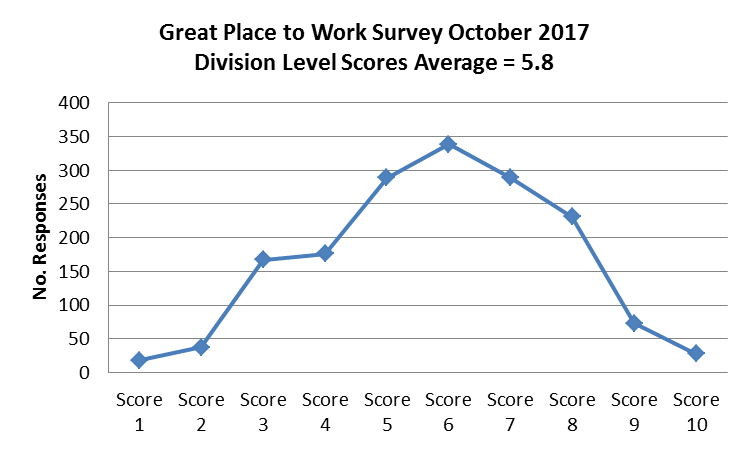 Great Place to Work Survey October 2017
Division Level Scores Average = 5.8
No. Responses
400
350
300
250
200
150
100
50
0
Score Score Score Score Score Score Score Score Score Score
1 2 3 4 5 6 7 8 9 10